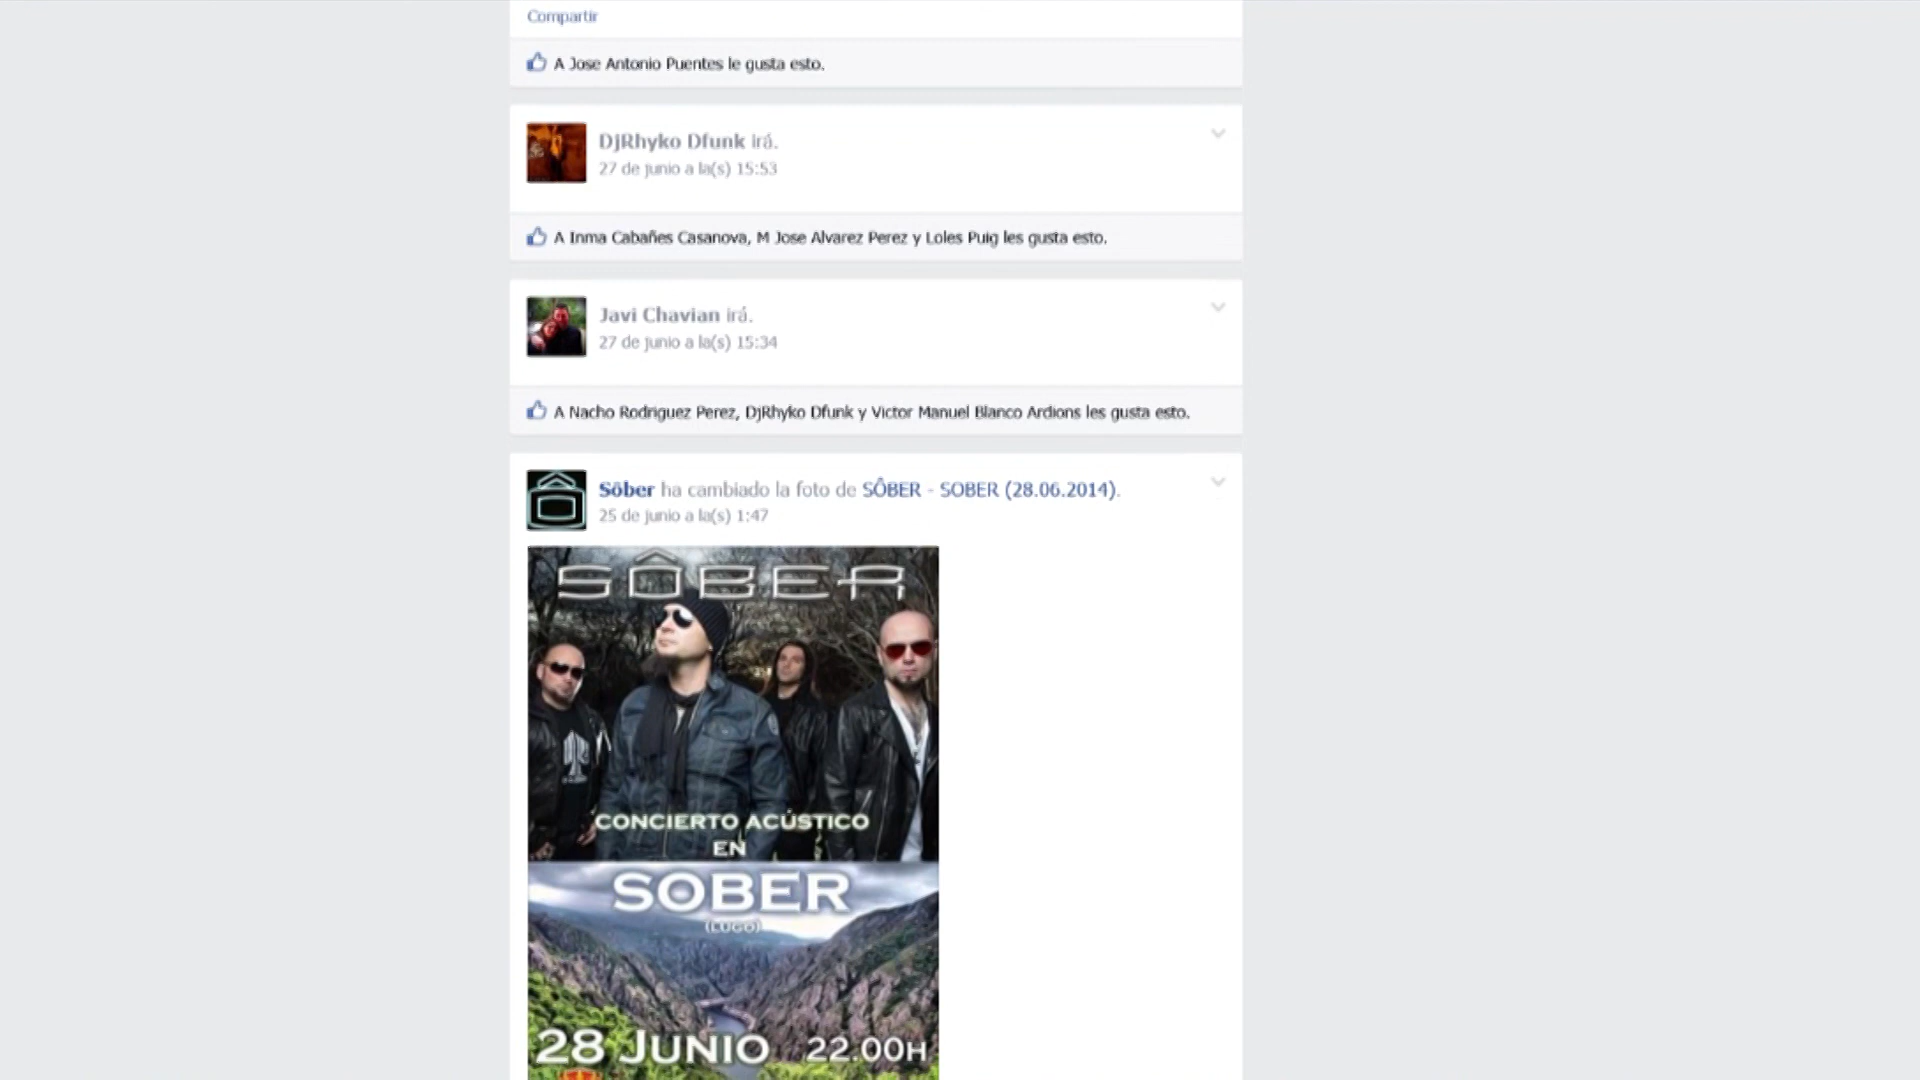 Compartir
A Jose Antonio Puentes le gusta esto.
DjRhyko Dfunk irá.
27 de junio a la(s) 15:53
A Inma Cabañes Casanova, M Jose Alvarez Perez y Loles Puig les gusta esto.
Javi Chavian irá.
27 de junio a la(s) 15:34
A Nacho Rodriguez Perez, DjRhyko Dfunk y Victor Manuel Blanco Ardions les gusta esto.
Sôber ha cambiado la foto de SÔBER - SOBER (28.06.2014).
25 de junio a la(s) 1:47
SÔBER
CONCIERTO ACÚSTICO
EN
SOBER
(LUGO)
28 JUNIO 22.00H